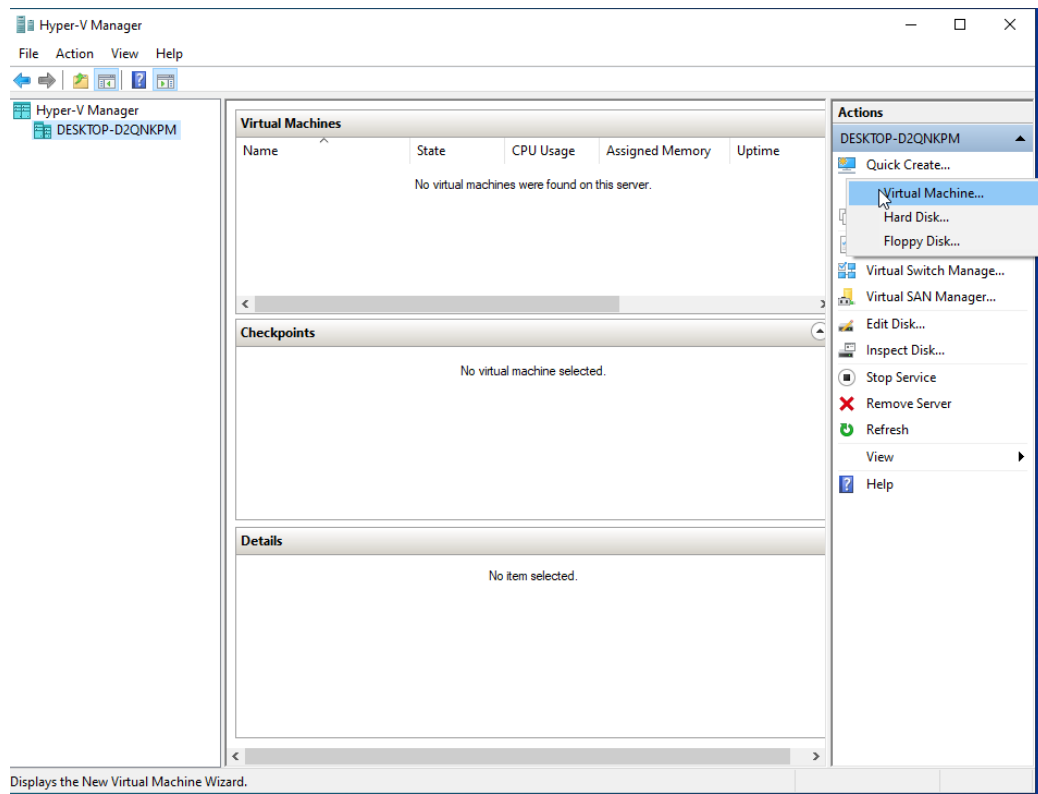 Hyper-V Manager
File Action View Help
Hyper-V Manager
DESKTOP-D2QNKPM
Virtual Machines
Name State CPU Usage Assigned Memory Uptime
No virtual machines were found on this server.
Checkpoints
No virtual machine selected.
Details
No item selected.
Actions
DESKTOP-D2QNKPM
Quick Create...
Virtual Machine...
Hard Disk...
Floppy Disk...
Virtual Switch Manage...
Virtual SAN Manager...
Edit Disk...
Inspect Disk...
Stop Service
Remove Server
Refresh
View
Help
Displays the New Virtual Machine Wizard.